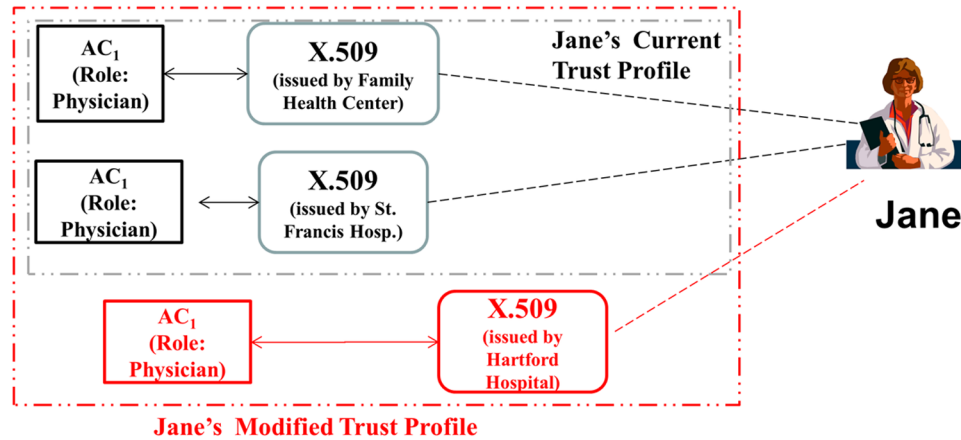 AC₁
(Role:
Physician)
X.509
(issued by Family
Health Center)
Jane’s Current
Trust Profile
AC₁
(Role:
Physician)
X.509
(issued by St.
Francis Hosp.)
Jane
AC₁
(Role:
Physician)
X.509
(issued by
Hartford
Hospital)
Jane’s Modified Trust Profile